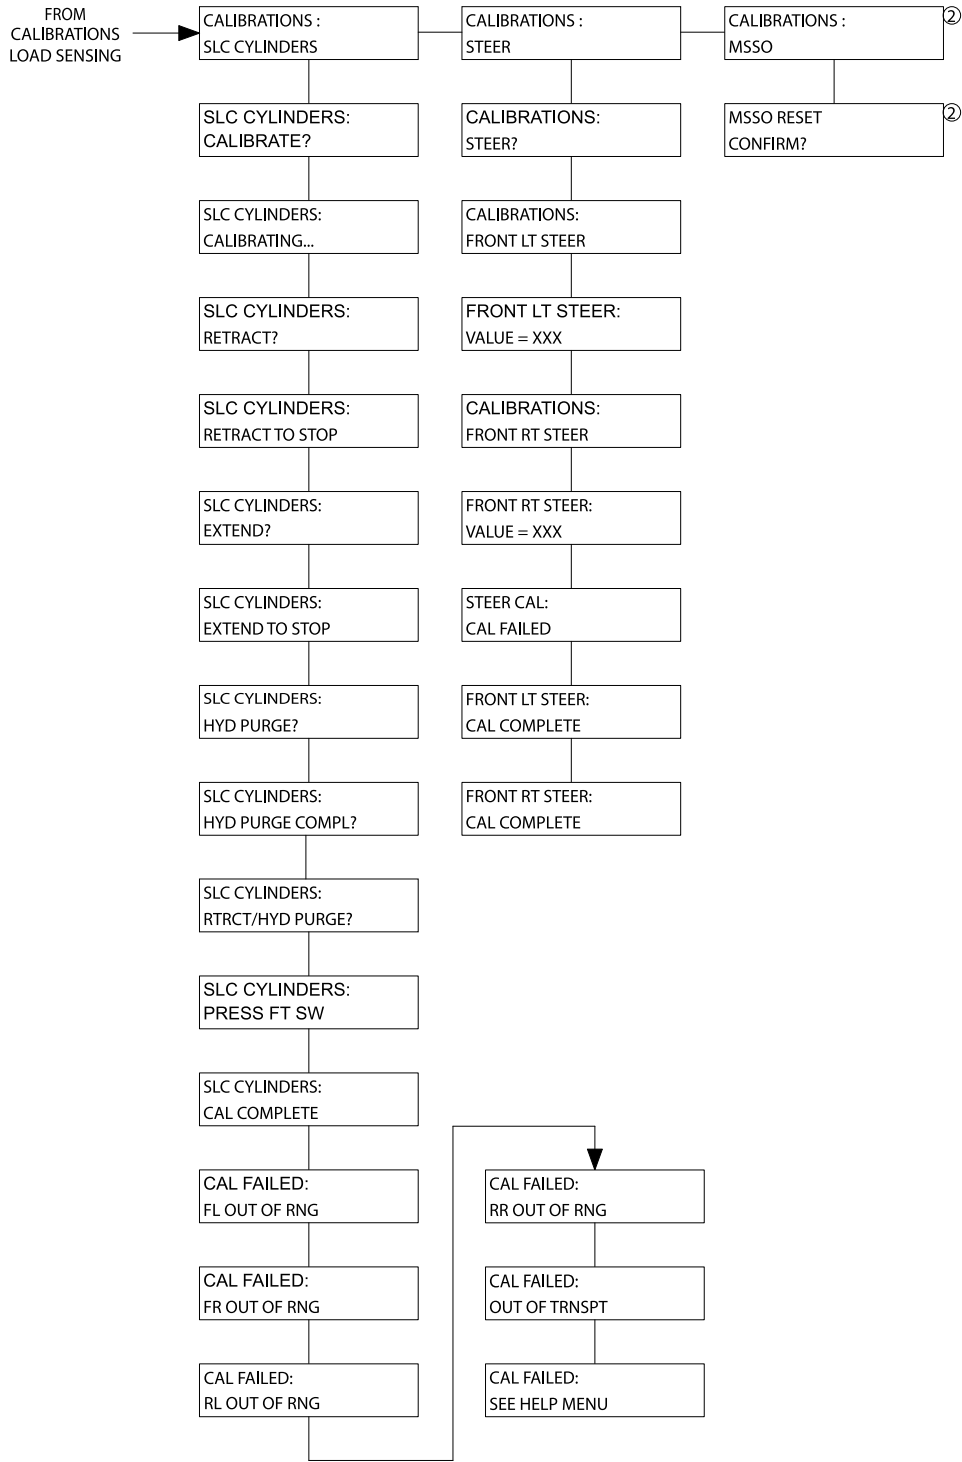 FROM
CALIBRATIONS
LOAD SENSING
CALIBRATIONS :
SLC CYLINDERS
SLC CYLINDERS:
CALIBRATE?
SLC CYLINDERS:
CALIBRATING...
SLC CYLINDERS:
RETRACT?
SLC CYLINDERS:
RETRACT TO STOP
SLC CYLINDERS:
EXTEND?
SLC CYLINDERS:
EXTEND TO STOP
SLC CYLINDERS:
HYD PURGE?
SLC CYLINDERS:
HYD PURGE COMPL?
SLC CYLINDERS:
RTRCT/HYD PURGE?
SLC CYLINDERS:
PRESS FT SW
SLC CYLINDERS:
CAL COMPLETE
CAL FAILED:
FL OUT OF RNG
CAL FAILED:
FR OUT OF RNG
CAL FAILED:
RL OUT OF RNG
CAL FAILED:
RR OUT OF RNG
CAL FAILED:
OUT OF TRNSPT
CAL FAILED:
SEE HELP MENU
CALIBRATIONS :
STEER
CALIBRATIONS:
STEER?
CALIBRATIONS:
FRONT LT STEER
FRONT LT STEER:
VALUE = XXX
CALIBRATIONS:
FRONT RT STEER
FRONT RT STEER:
VALUE = XXX
STEER CAL:
CAL FAILED
FRONT LT STEER:
CAL COMPLETE
FRONT RT STEER:
CAL COMPLETE
CALIBRATIONS :
MSSO
②
MSSO RESET
CONFIRM?
②